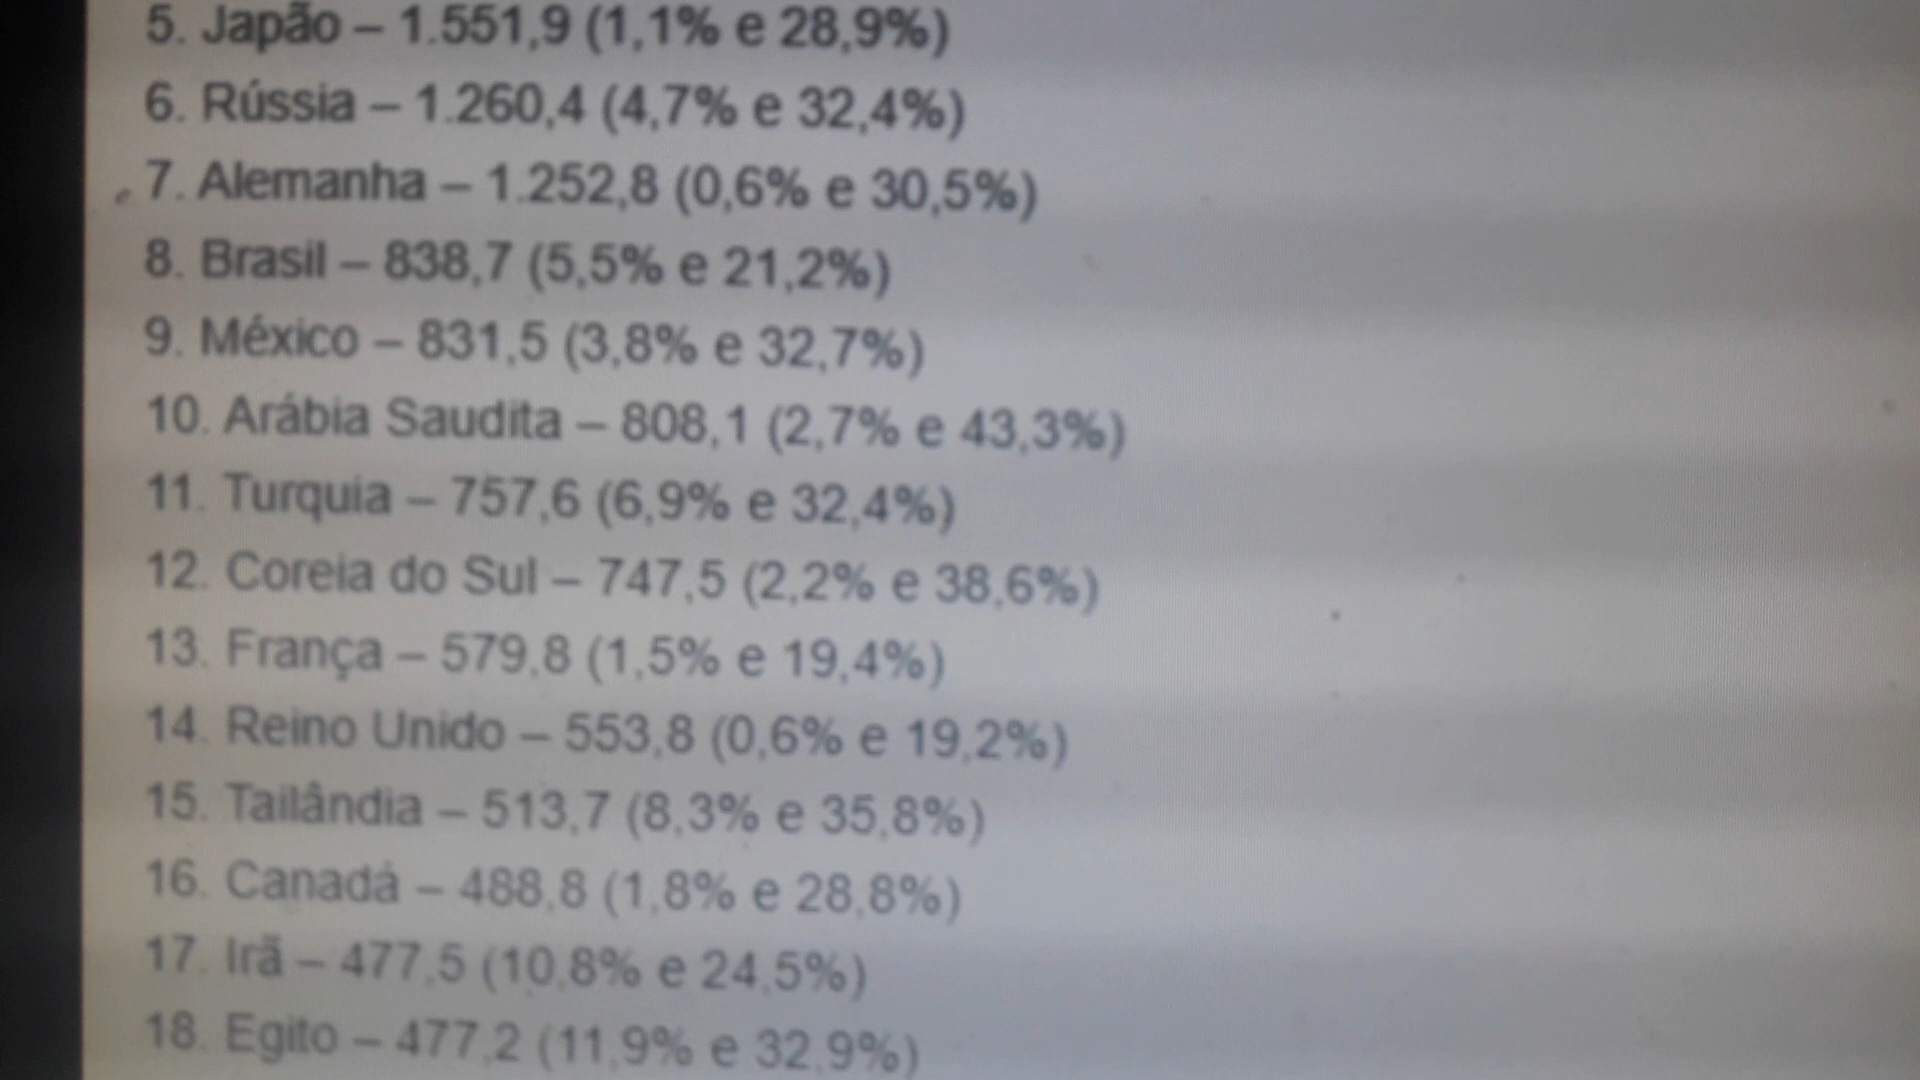 5. Japão – 1.551,9 (1,1% e 28,9%)
6. Rússia – 1.260,4 (4,7% e 32,4%)
7. Alemanha – 1.252,8 (0,6% e 30,5%)
8. Brasil – 838,7 (5,5% e 21,2%)
9. México – 831,5 (3,8% e 32,7%)
10. Arábia Saudita – 808,1 (2,7% e 43,3%)
11. Turquia – 757,6 (6,9% e 32,4%)
12. Coreia do Sul – 747,5 (2,2% e 38,6%)
13. França – 579,8 (1,5% e 19,4%)
14. Reino Unido – 553,8 (0,6% e 19,2%)
15. Tailândia – 513,7 (8,3% e 35,8%)
16. Canadá – 488,8 (1,8% e 28,8%)
17. Irã – 477,5 (10,8% e 24,5%)
18. Egito – 477,2 (11,9% e 32,9%)